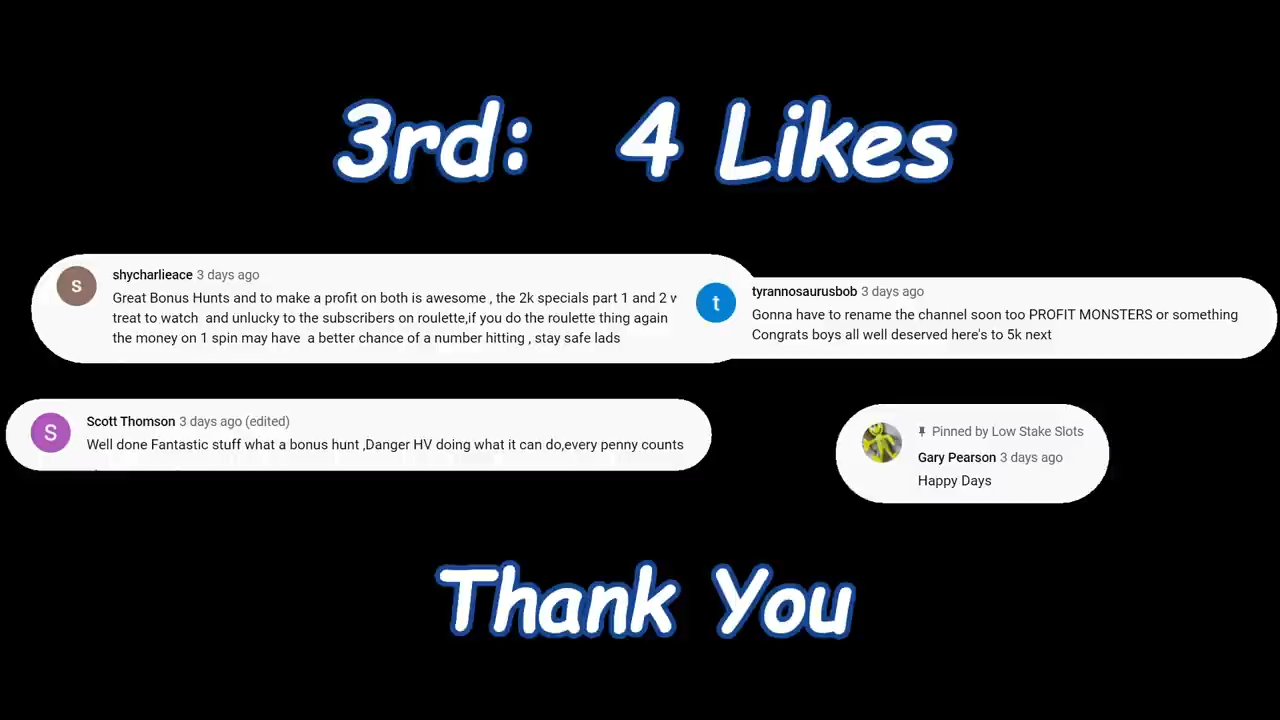 3rd: 4 Likes
s
shycharlieace 3 days ago
Great Bonus Hunts and to make a profit on both is awesome , the 2k specials part 1 and 2
treat to watch and unlucky to the subscribers on roulette,if you do the roulette thing again
the money on 1 spin may have a better chance of a number hitting , stay safe lads
t
tyrannosaurusbob 3 days ago
Gonna have to rename the channel soon too PROFIT MONSTERS or something
Congrats boys all well deserved here's to 5k next
S
Scott Thomson 3 days ago (edited)
Well done Fantastic stuff what a bonus hunt ,Danger HV doing what it can do,every penny counts
Pinned by Low Stake Slots
Gary Pearson 3 days ago
Happy Days
Thank You